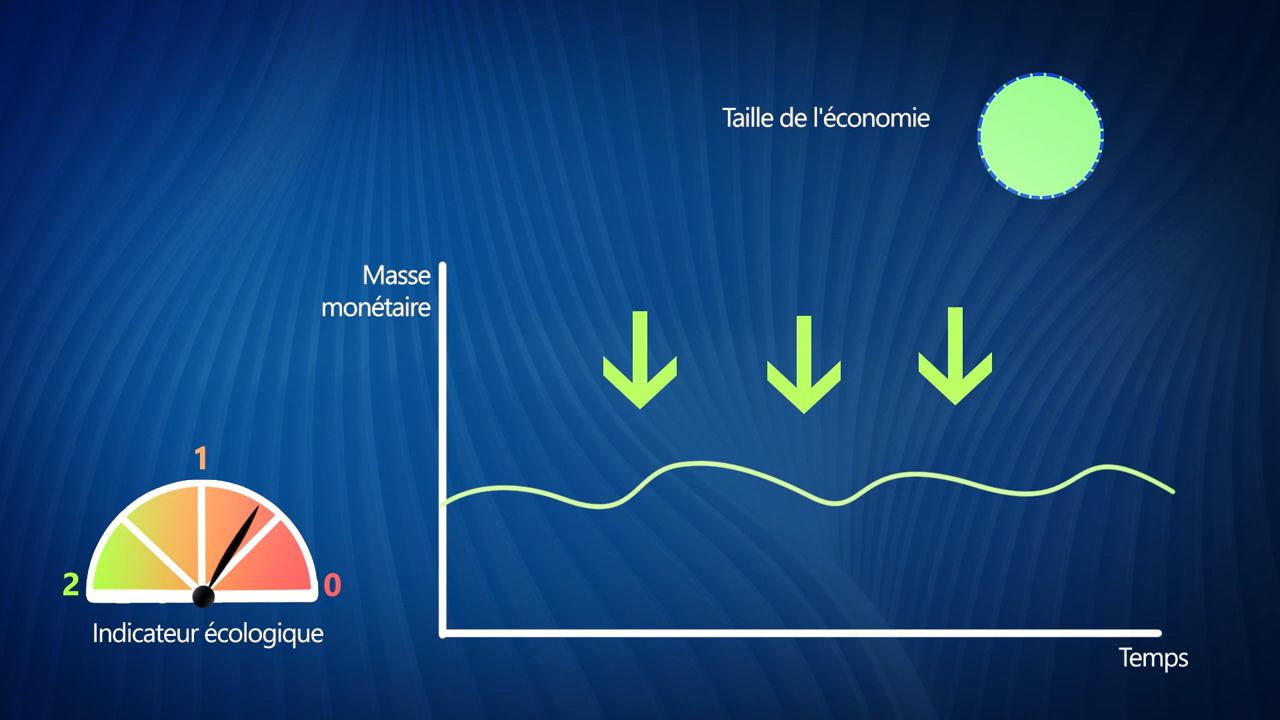 Taille de l'économie
Masse
monétaire
1
2
0
Indicateur écologique
Temps